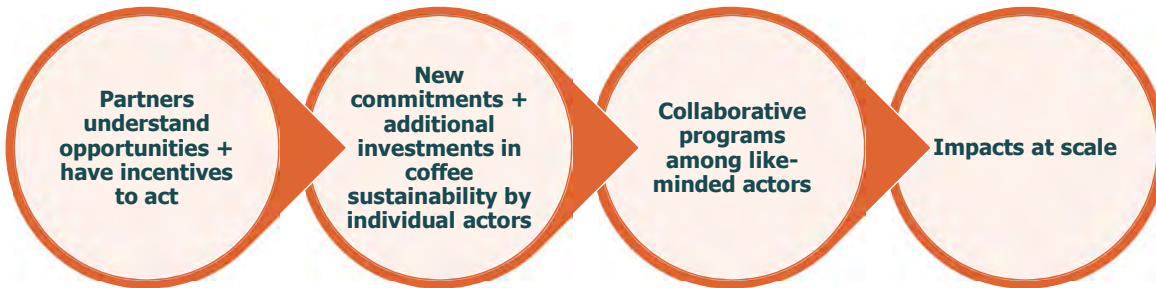 Partners
understand
opportunities +
have incentives
to act
New
commitments +
additional
investments in
coffee
sustainability by
individual actors
Collaborative
programs
among like-
minded actors
Impacts at scale